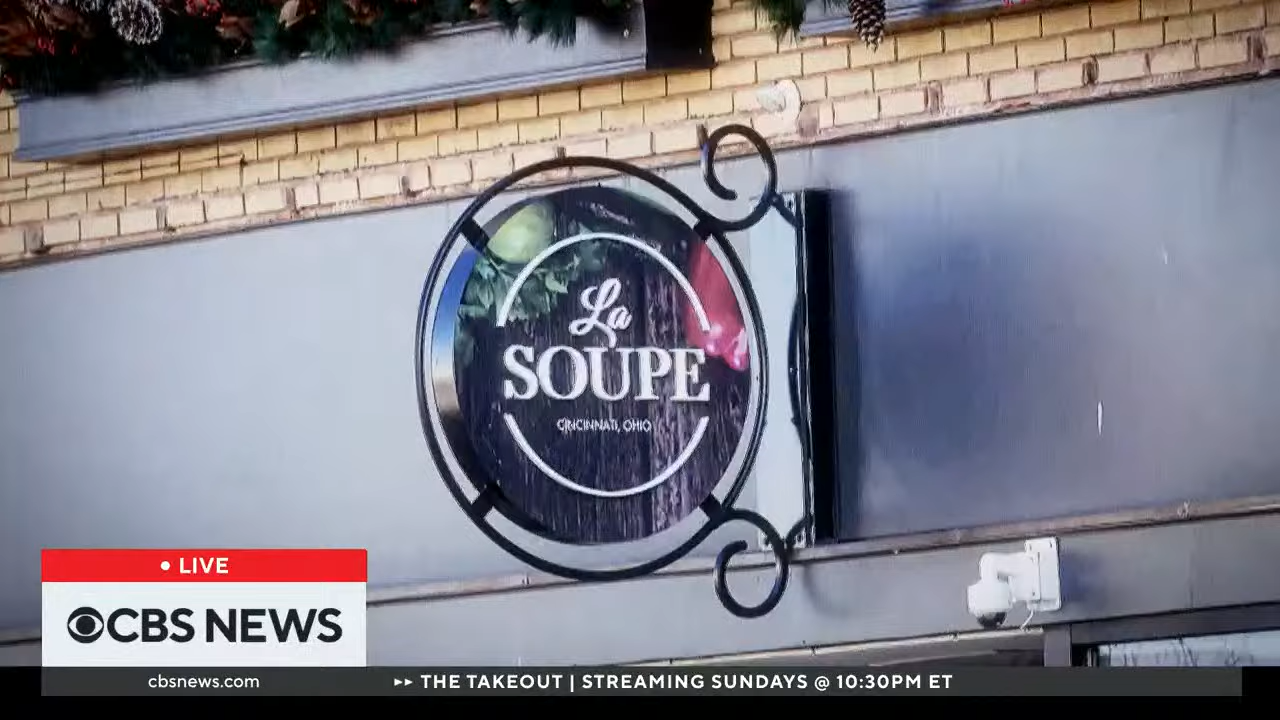 La
SOUPE
CINCINNATI, OHIO
• LIVE
CBS NEWS
cbsnews.com
▸▸ THE TAKEOUT | STREAMING SUNDAYS @ 10:30PM ET